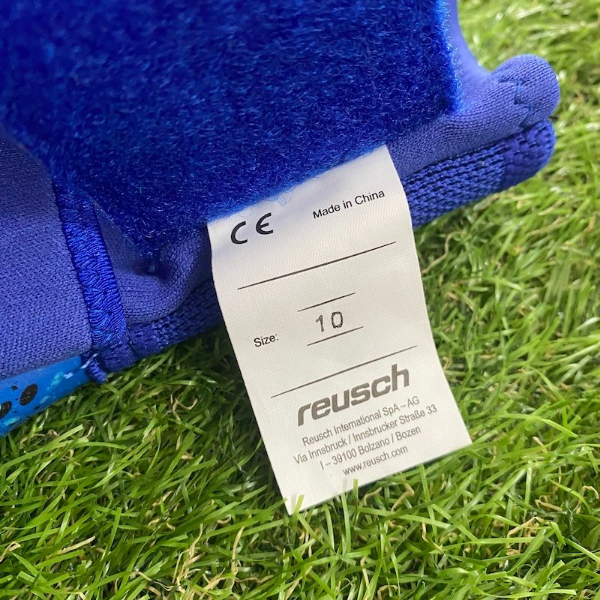 CE
Made in China
Size: 10
reusch
Reusch International SpA – AG
Via Innsbruck / Innsbrucker Straße 33
I – 39100 Bolzano / Bozen
www.reusch.com